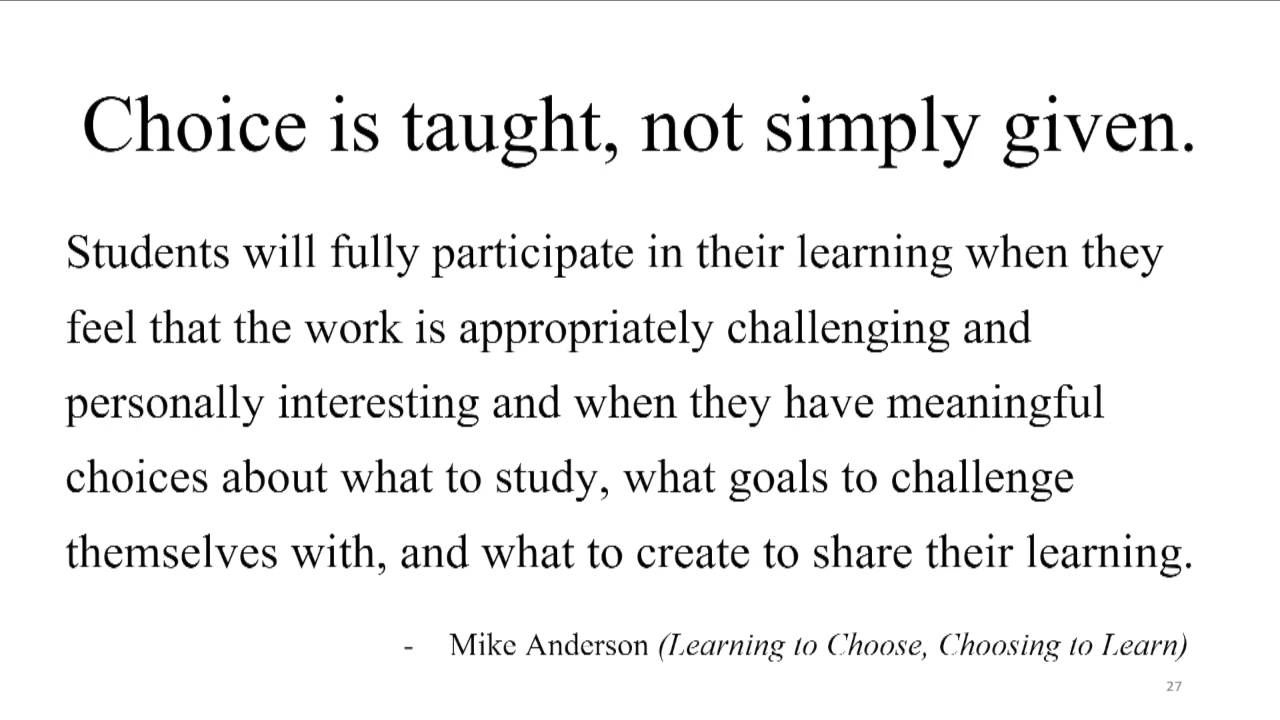 Choice is taught, not simply given.
Students will fully participate in their learning when they
feel that the work is appropriately challenging and
personally interesting and when they have meaningful
choices about what to study, what goals to challenge
themselves with, and what to create to share their learning.
- Mike Anderson (Learning to Choose, Choosing to Learn)
27